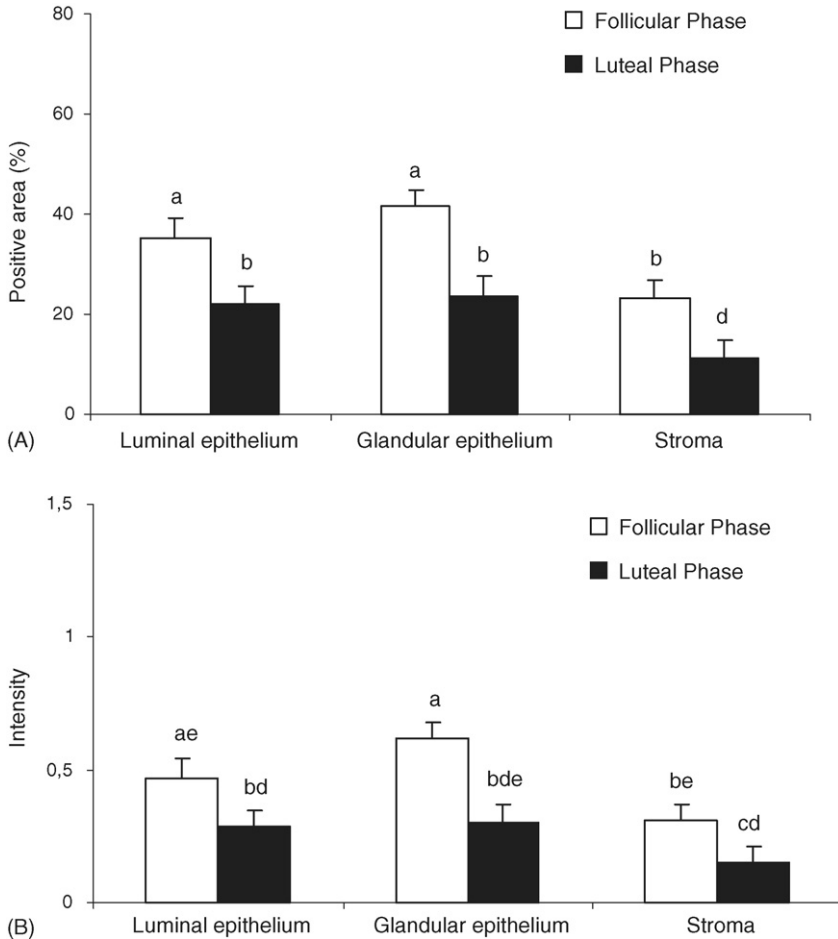 80
Follicular Phase
Luteal Phase
60
Positive area (%)
40
20
0
a
b
a
b
b
d
(A)
Luminal epithelium
Glandular epithelium
Stroma
1,5
Follicular Phase
Luteal Phase
1
Intensity
0,5
0
ae
bd
a
bde
be
cd
(B)
Luminal epithelium
Glandular epithelium
Stroma